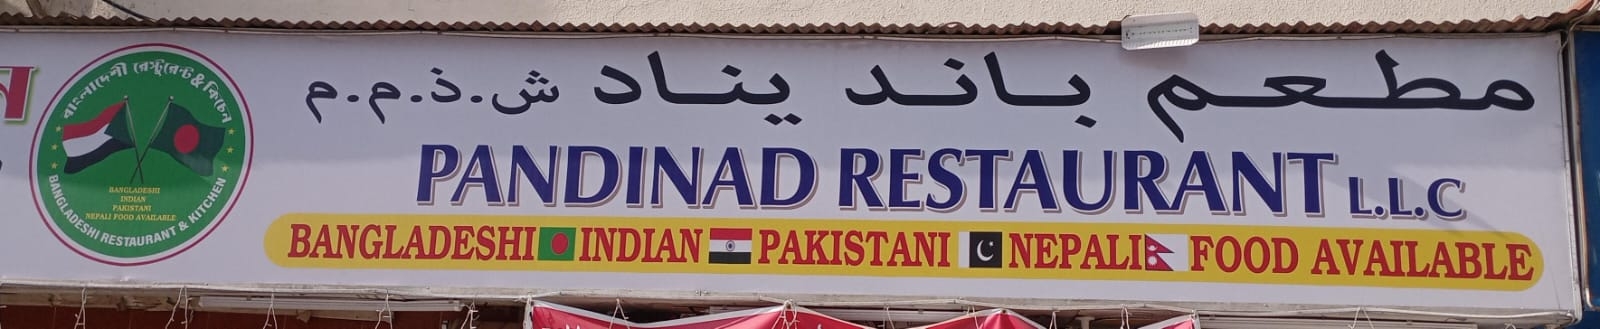 বাংলাদেশী রেস্টুরেন্ট & কিচেন
BANGLADESHI
INDIAN
PAKISTANI
NEPALI FOOD AVAILABLE
BANGLADESHI RESTAURANT & KITCHEN
مطعم باند يناد ش.ذ.م.م
PANDINAD RESTAURANT L.L.C
BANGLADESHI INDIAN PAKISTANI NEPALI FOOD AVAILABLE